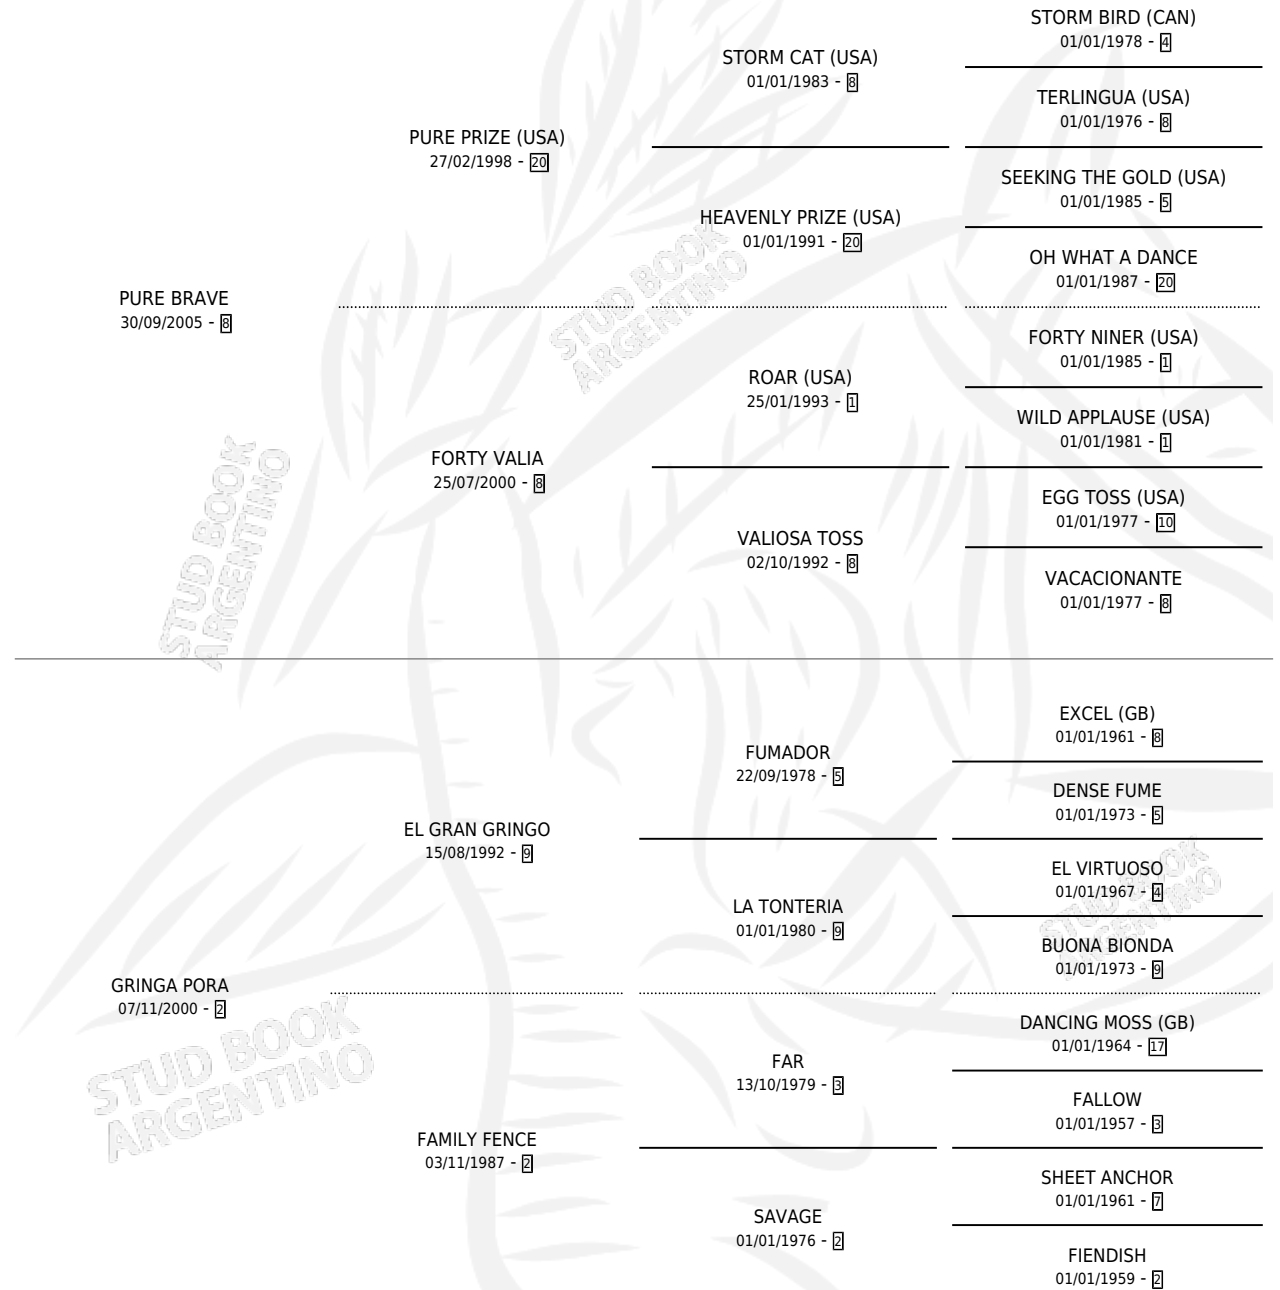 STORM BIRD (CAN)
01/01/1978 - 4
STORM CAT (USA)
01/01/1983 - 8
TERLINGUA (USA)
01/01/1976 - 8
PURE PRIZE (USA)
27/02/1998 - 20
SEEKING THE GOLD (USA)
01/01/1985 - 5
HEAVENLY PRIZE (USA)
01/01/1991 - 20
OH WHAT A DANCE
01/01/1987 - 20
PURE BRAVE
30/09/2005 - 8
FORTY NINER (USA)
01/01/1985 - 1
ROAR (USA)
25/01/1993 - 1
WILD APPLAUSE (USA)
01/01/1981 - 1
FORTY VALIA
25/07/2000 - 8
EGG TOSS (USA)
01/01/1977 - 10
VALIOSA TOSS
02/10/1992 - 8
VACACIONANTE
01/01/1977 - 8
EXCEL (GB)
01/01/1961 - 8
FUMADOR
22/09/1978 - 5
DENSE FUME
01/01/1973 - 5
EL GRAN GRINGO
15/08/1992 - 9
EL VIRTUOSO
01/01/1967 - 4
LA TONTERIA
01/01/1980 - 9
BUONA BIONDA
01/01/1973 - 9
GRINGA PORA
07/11/2000 - 2
DANCING MOSS (GB)
01/01/1964 - 17
FAR
13/10/1979 - 3
FALLOW
01/01/1957 - 3
FAMILY FENCE
03/11/1987 - 2
SHEET ANCHOR
01/01/1961 - 7
SAVAGE
01/01/1976 - 2
FIENDISH
01/01/1959 - 2
STUD BOOK
ARGENTINO
STUD BOOK
ARGENTINO
STUD BOOK
ARGENTINO
STUD BOOK
ARGENTINO